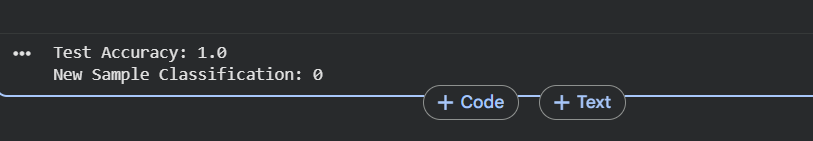 Test Accuracy: 1.0
New Sample Classification: 0
+ Code
+ Text